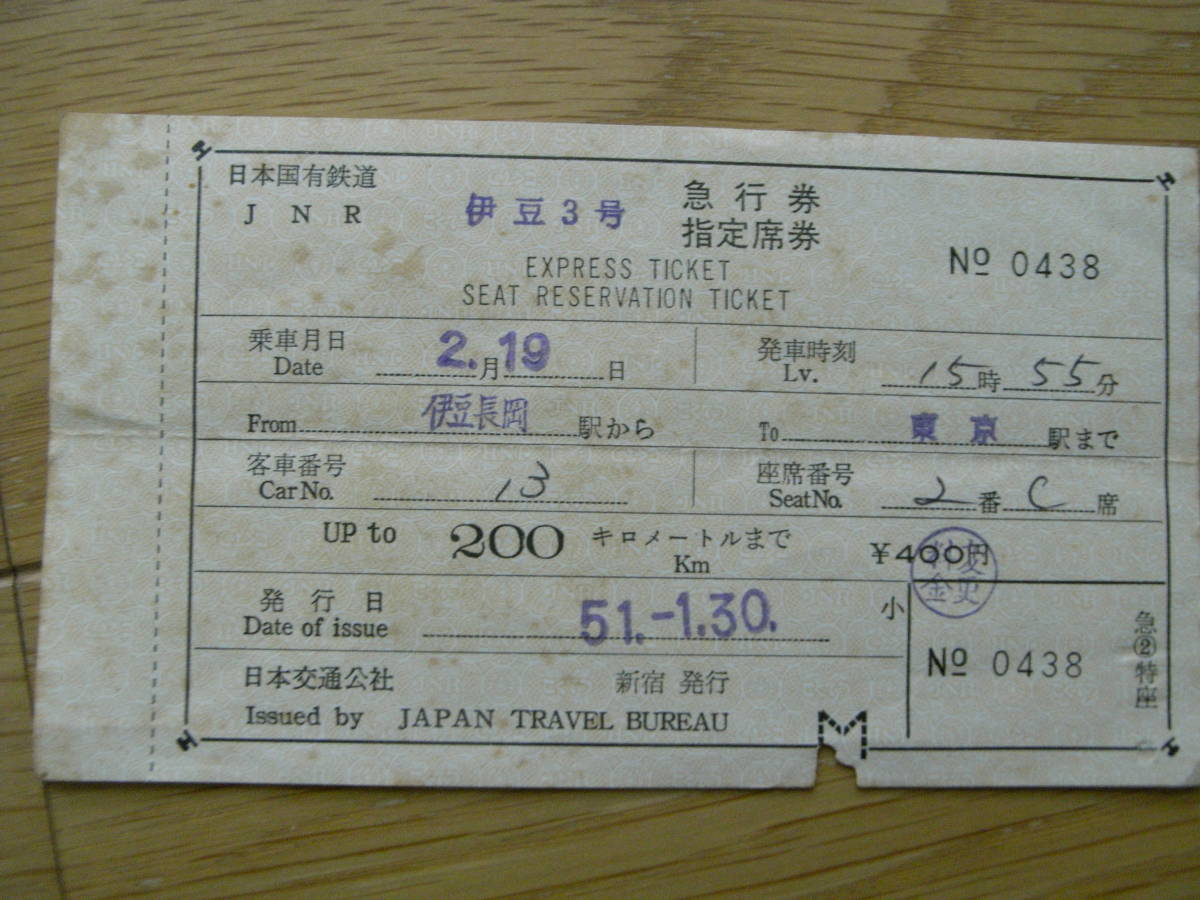 日本国有鉄道
JNR
伊豆3号
急行券
指定席券
EXPRESS TICKET
SEAT RESERVATION TICKET
Nº 0438
乗車月日
Date
2.月19日
発車時刻
Lv.
15時55分
From 伊豆長岡 駅から
To 東京 駅まで
客車番号
Car No.
13
座席番号
Seat No.
2番C席
UP to 200 キロメートルまで
Km
¥400円
料金変更
発行日
Date of issue
51.-1.30.
小
Nº 0438
急②特座
日本交通公社 新宿 発行
Issued by JAPAN TRAVEL BUREAU